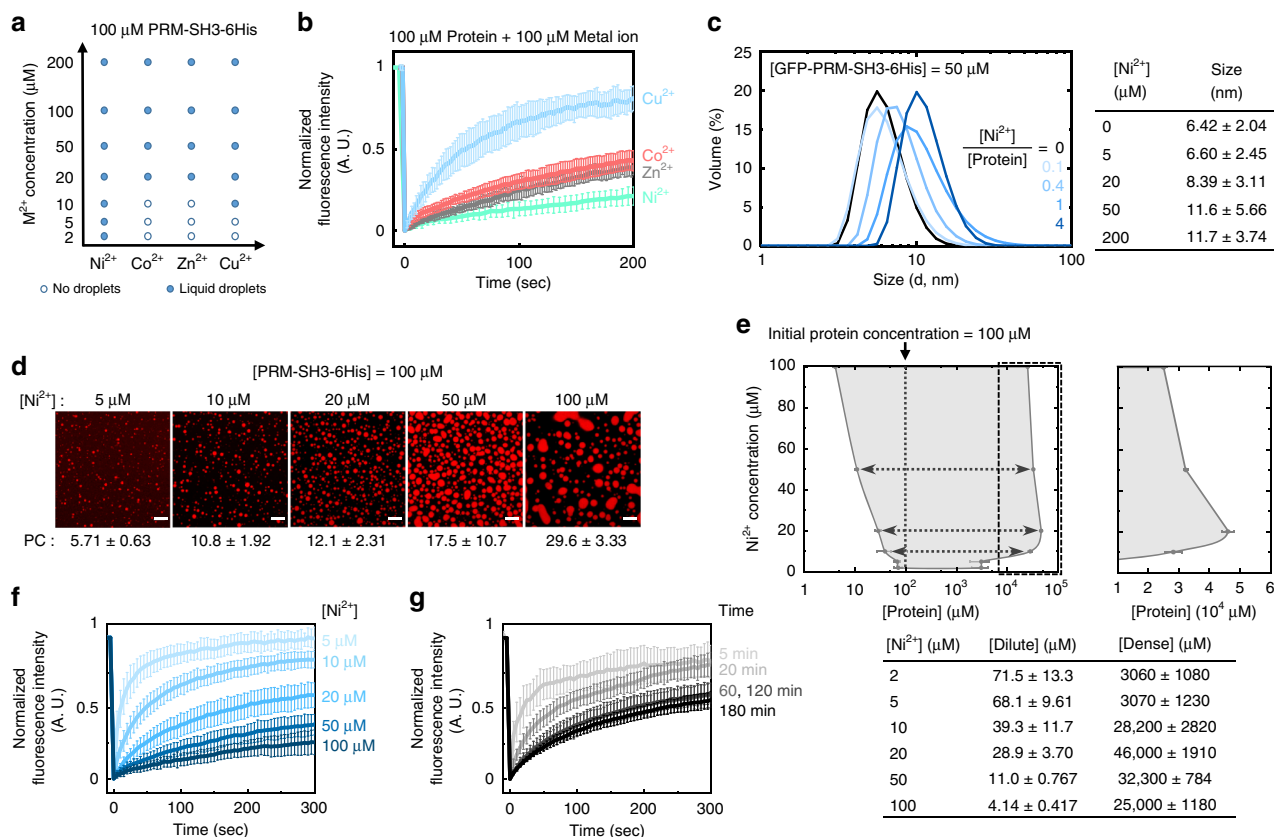 a
100 μM PRM-SH3-6His
M²⁺ concentration (μM)
200
100
50
20
10
5
2
Ni²⁺ Co²⁺ Zn²⁺ Cu²⁺
No droplets Liquid droplets
b
100 μM Protein + 100 μM Metal ion
Normalized
fluorescence intensity
(A. U.)
1
0.5
0
Cu²⁺
Co²⁺
Zn²⁺
Ni²⁺
0 100 200
Time (sec)
c
[GFP-PRM-SH3-6His] = 50 μM
Volume (%)
25
20
15
10
5
0
[Ni²⁺]
[Protein]
= 0
0.1
0.4
1
4
1 10 100
Size (d, nm)
[Ni²⁺] Size
(μM) (nm)
0 6.42 ± 2.04
5 6.60 ± 2.45
20 8.39 ± 3.11
50 11.6 ± 5.66
200 11.7 ± 3.74
d
[PRM-SH3-6His] = 100 μM
[Ni²⁺] : 5 μM 10 μM 20 μM 50 μM 100 μM
PC : 5.71 ± 0.63 10.8 ± 1.92 12.1 ± 2.31 17.5 ± 10.7 29.6 ± 3.33
e
Initial protein concentration = 100 μM
Ni²⁺ concentration (μM)
100
80
60
40
20
0
1 10 10² 10³ 10⁴ 10⁵
[Protein] (μM)
1 2 3 4 5 6
[Protein] (10⁴ μM)
[Ni²⁺] (μM) [Dilute] (μM) [Dense] (μM)
2 71.5 ± 13.3 3060 ± 1080
5 68.1 ± 9.61 3070 ± 1230
10 39.3 ± 11.7 28,200 ± 2820
20 28.9 ± 3.70 46,000 ± 1910
50 11.0 ± 0.767 32,300 ± 784
100 4.14 ± 0.417 25,000 ± 1180
f
[Ni²⁺]
Normalized
fluorescence intensity
(A. U.)
1
0.5
0
5 μM
10 μM
20 μM
50 μM
100 μM
0 100 200 300
Time (sec)
g
Time
Normalized
fluorescence intensity
(A. U.)
1
0.5
0
5 min
20 min
60, 120 min
180 min
0 100 200 300
Time (sec)